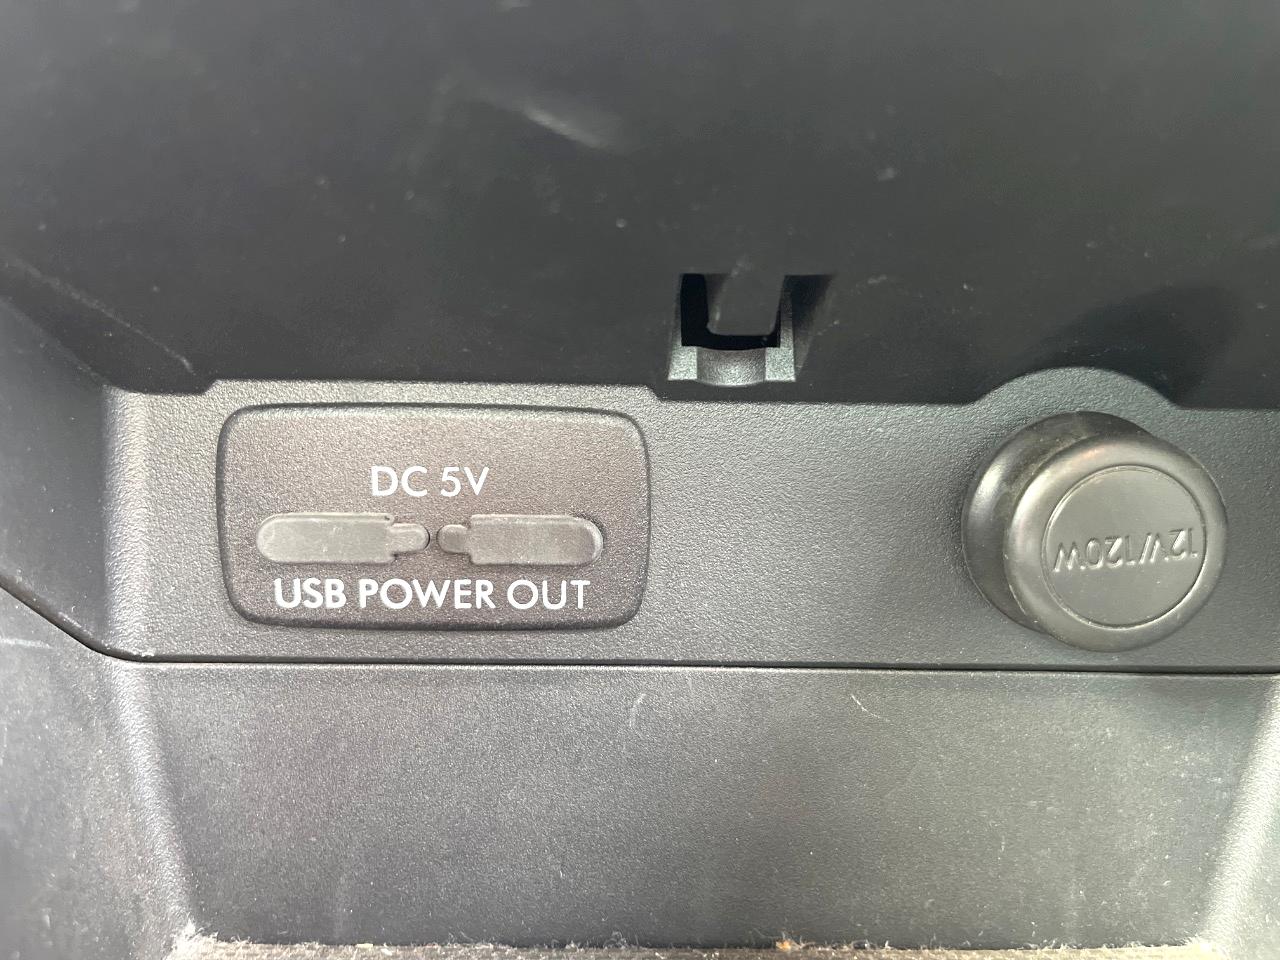 DC 5V
USB POWER OUT
12V/120W